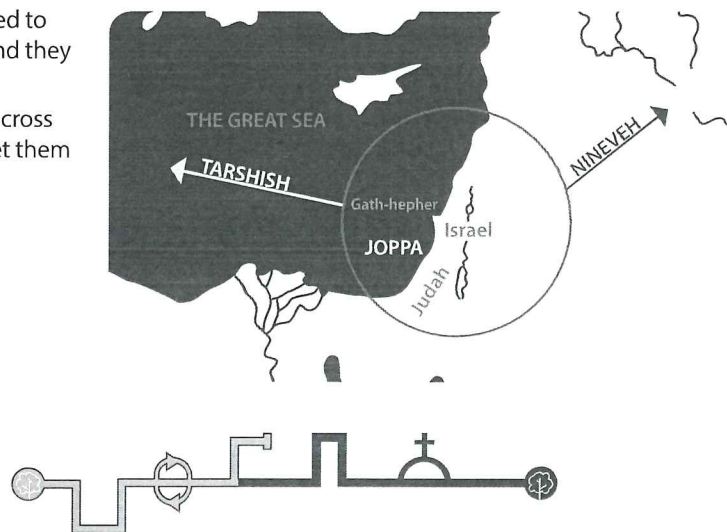 ed to
nd they
cross
et them
THE GREAT SEA
TARSHISH
NINEVEH
Gath-hepher
Israel
JOPPA
Judah